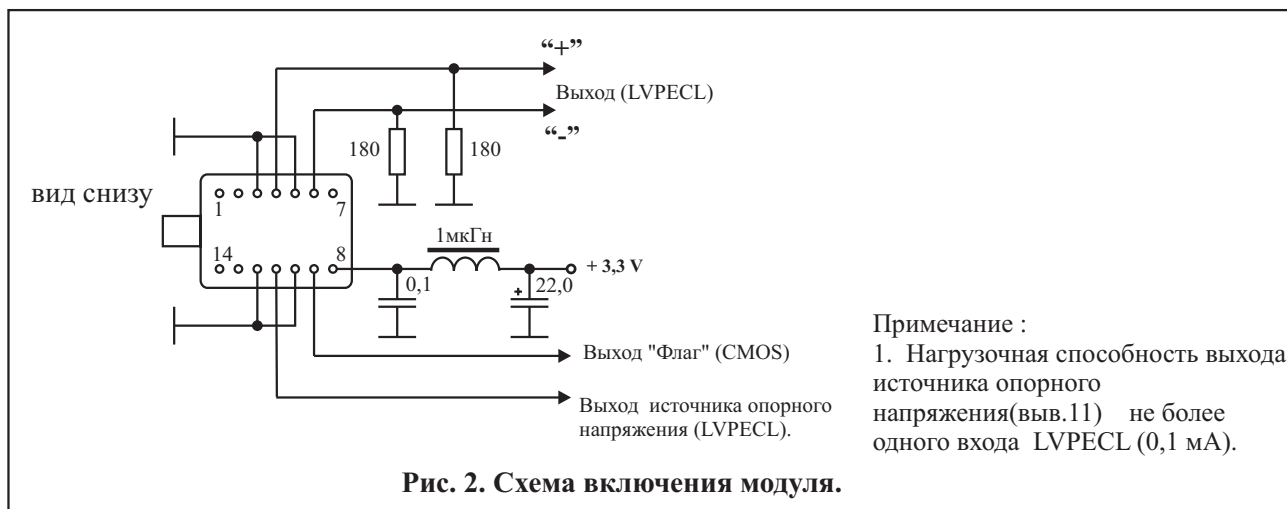 “+”
Выход (LVPECL)
“-”
180
180
вид снизу
1
7
14
8
1мкГн
+ 3,3 V
0,1
+
22,0
Выход "Флаг" (CMOS)
Выход источника опорного
напряжения (LVPECL).
Примечание :
1. Нагрузочная способность выхода
источника опорного
напряжения(выв.11) не более
одного входа LVPECL (0,1 мА).
Рис. 2. Схема включения модуля.